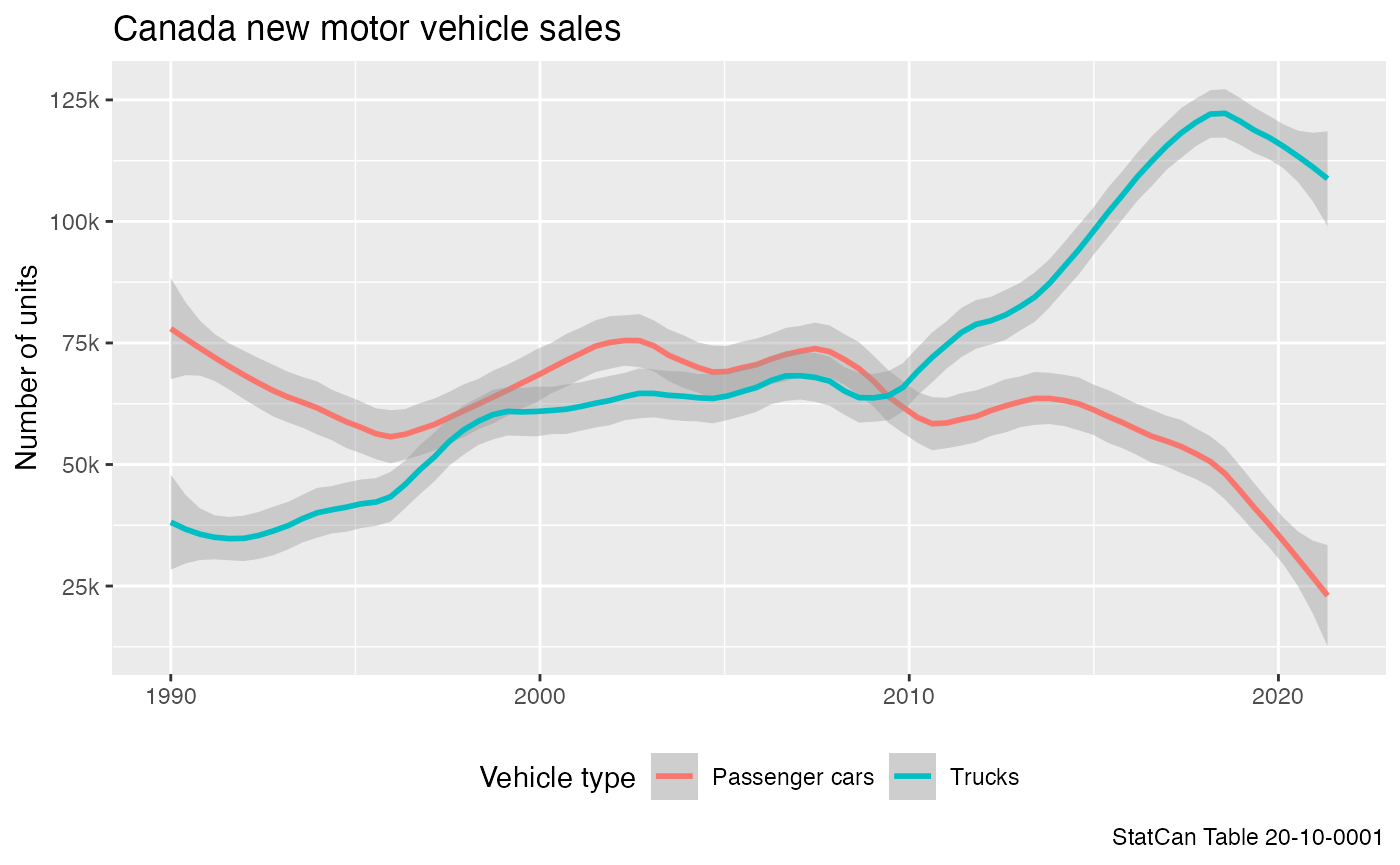 Canada new motor vehicle sales
Number of units
125k
100k
75k
50k
25k
1990 2000 2010 2020
Vehicle type Passenger cars Trucks
StatCan Table 20-10-0001